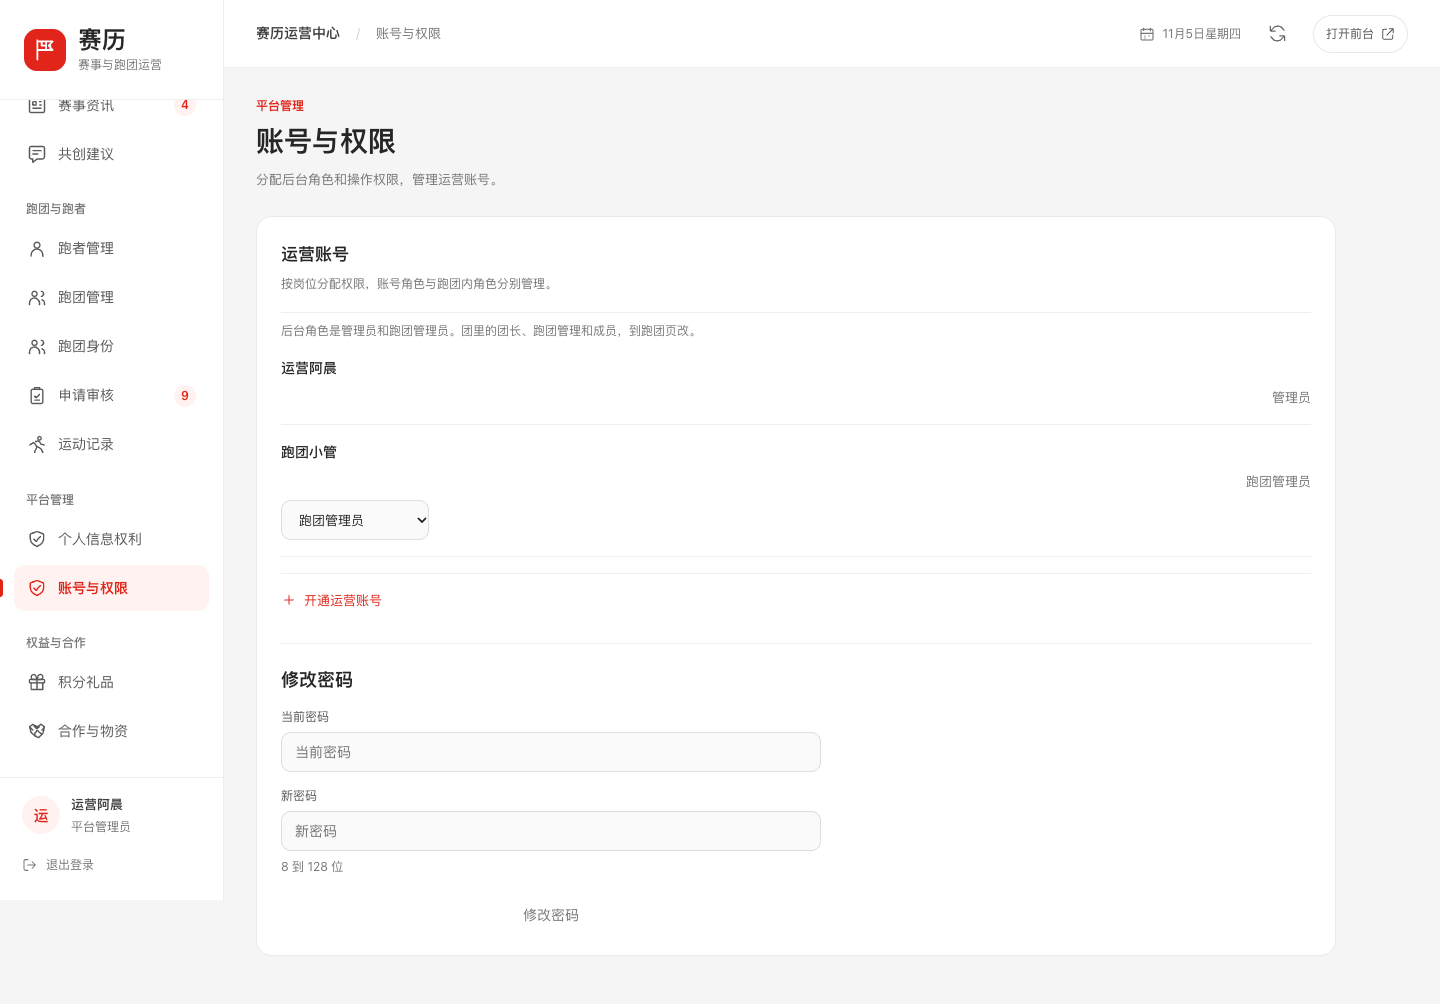 赛历
赛事与跑团运营
赛事资讯 4
共创建议
跑团与跑者
跑者管理
跑团管理
跑团身份
申请审核 9
运动记录
平台管理
个人信息权利
账号与权限
权益与合作
积分礼品
合作与物资
运
运营阿晨
平台管理员
退出登录
赛历运营中心 / 账号与权限
11月5日星期四
打开前台
平台管理
账号与权限
分配后台角色和操作权限，管理运营账号。
运营账号
按岗位分配权限，账号角色与跑团内角色分别管理。
后台角色是管理员和跑团管理员。团里的团长、跑团管理和成员，到跑团页改。
运营阿晨
管理员
跑团小管
跑团管理员
跑团管理员
开通运营账号
修改密码
当前密码
当前密码
新密码
新密码
8 到 128 位
修改密码